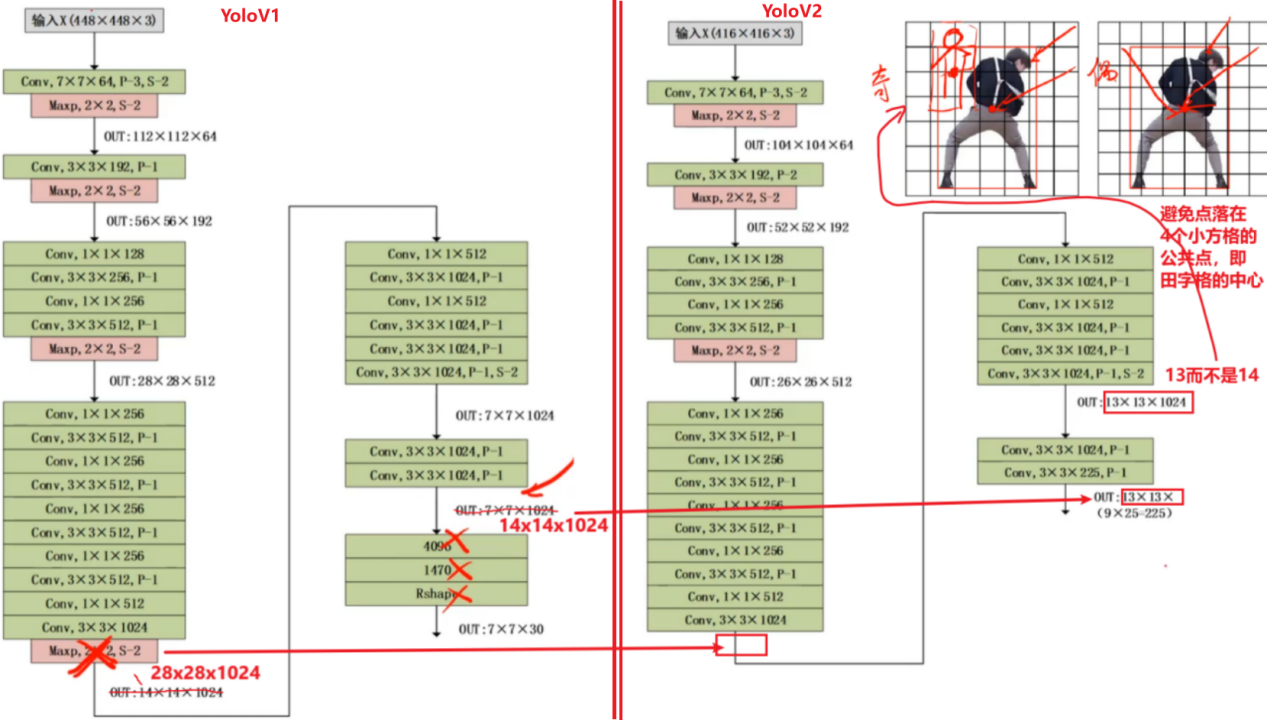 YoloV1
输入X(448×448×3)
Conv,7×7×64,P-3,S-2
Maxp,2×2,S-2
OUT:112×112×64
Conv,3×3×192,P-1
Maxp,2×2,S-2
OUT:56×56×192
Conv,1×1×128
Conv,3×3×256,P-1
Conv,1×1×256
Conv,3×3×512,P-1
Maxp,2×2,S-2
OUT:28×28×512
Conv,1×1×256
Conv,3×3×512,P-1
Conv,1×1×256
Conv,3×3×512,P-1
Conv,1×1×256
Conv,3×3×512,P-1
Conv,1×1×256
Conv,3×3×512,P-1
Conv,1×1×512
Conv,3×3×1024
Maxp,2×2,S-2
28x28x1024
OUT:14×14×1024
Conv,1×1×512
Conv,3×3×1024,P-1
Conv,1×1×512
Conv,3×3×1024,P-1
Conv,3×3×1024,P-1
Conv,3×3×1024,P-1,S-2
OUT:7×7×1024
Conv,3×3×1024,P-1
Conv,3×3×1024,P-1
OUT:7×7×1024
14x14x1024
4096
1470
Rshape
OUT:7×7×30
YoloV2
输入X(416×416×3)
Conv,7×7×64,P-3,S-2
Maxp,2×2,S-2
OUT:104×104×64
Conv,3×3×192,P-2
Maxp,2×2,S-2
OUT:52×52×192
Conv,1×1×128
Conv,3×3×256,P-1
Conv,1×1×256
Conv,3×3×512,P-1
Maxp,2×2,S-2
OUT:26×26×512
Conv,1×1×256
Conv,3×3×512,P-1
Conv,1×1×256
Conv,3×3×512,P-1
Conv,1×1×256
Conv,3×3×512,P-1
Conv,1×1×256
Conv,3×3×512,P-1
Conv,1×1×512
Conv,3×3×1024
奇
偶
避免点落在
4个小方格的
公共点，即
田字格的中心
13而不是14
Conv,1×1×512
Conv,3×3×1024,P-1
Conv,1×1×512
Conv,3×3×1024,P-1
Conv,3×3×1024,P-1
Conv,3×3×1024,P-1,S-2
OUT:13×13×1024
Conv,3×3×1024,P-1
Conv,3×3×225,P-1
OUT:13×13×
(9×25=225)